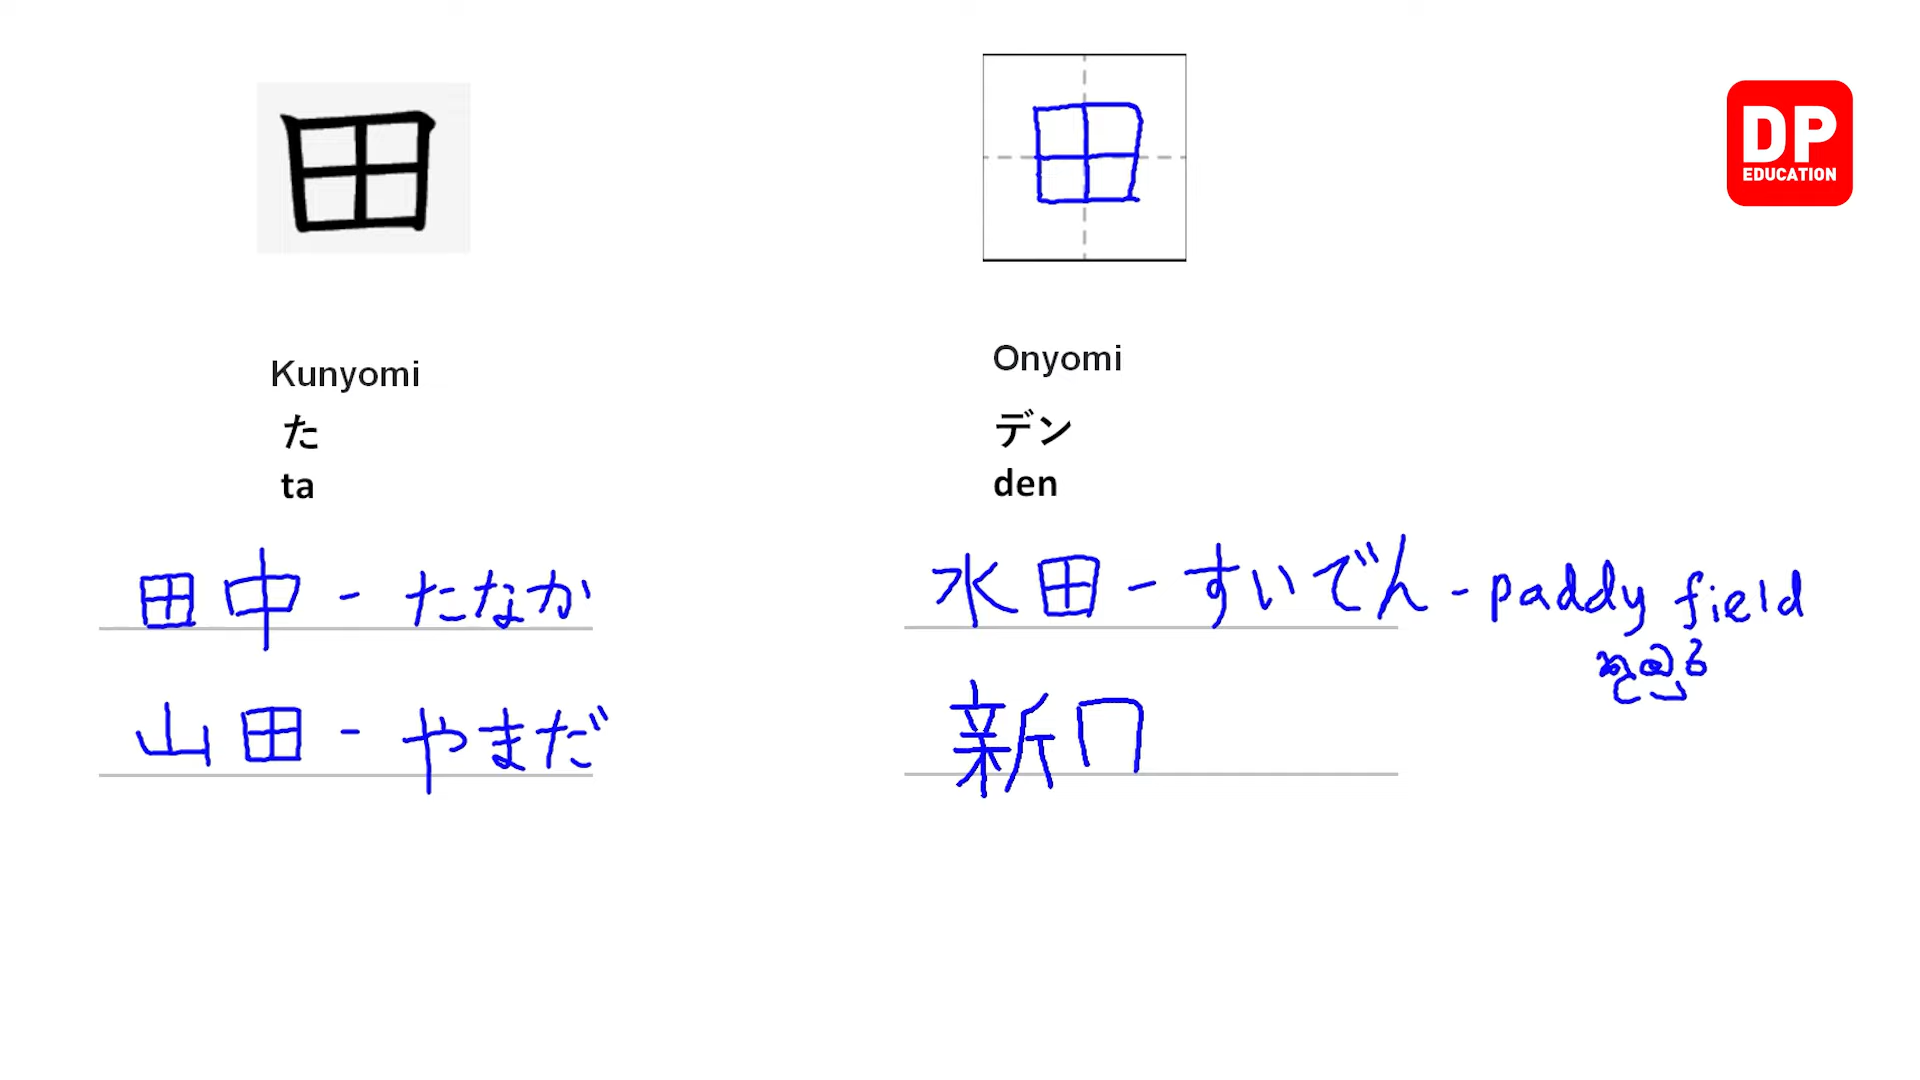 田
田
DP
EDUCATION
Kunyomi
た
ta
Onyomi
デン
den
田中 - たなか
山田 - やまだ
水田 - すいでん - paddy field
新